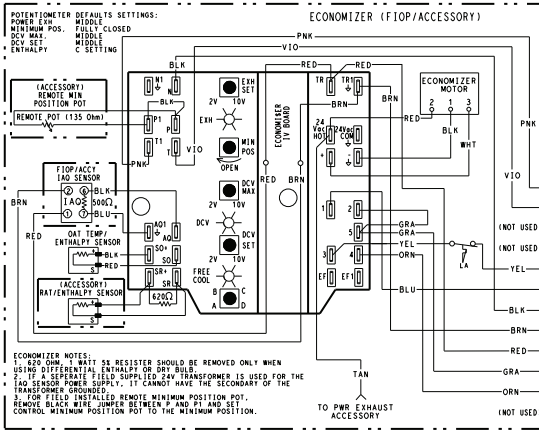 POTENTIOMETER DEFAULTS SETTINGS:
POWER EXH MIDDLE
MINIMUM POS. FULLY CLOSED
DCV MAX. MIDDLE
DCV SET MIDDLE
ENTHALPY C SETTING
ECONOMIZER (FIOP/ACCESSORY)
PNK
VIO
BLK
RED
RED
(ACCESSORY)
REMOTE MIN
POSITION POT
REMOTE POT (135 Ohm)
N1
N
EXH
SET
2V 10V
TR
TR1
BRN
BRN
ECONOMIZER
MOTOR
2 1 3
RED
BLK
WHT
PNK
BLK
P1
P
EXH
ECONOMISER
IV BOARD
24
Vac
HOT
24Vac
COM
T1
T
MIN
POS
OPEN
+
-
PNK
VIO
RED
BRN
VIO
FIOP/ACCY
IAQ SENSOR
2 6
IAQ
500Ω
1 7
BLK
BLU
BRN
RED
DCV
MAX
2V 10V
1
2
5
3
4
GRA
GRA
YEL
ORN
(NOT USED
(NOT USED
LA
YEL
OAT TEMP/
ENTHALPY SENSOR
+
S
BLK
RED
AQ1
AQ
SO+
SO
SR+
SR
DCV
DCV
SET
2V 10V
FREE
COOL
EF
EF1
BLU
(ACCESSORY)
RAT/ENTHALPY SENSOR
+
S
620Ω
B C
A D
BLK
BRN
RED
GRA
ORN
(NOT USED
TAN
TO PWR EXHAUST
ACCESSORY
ECONOMIZER NOTES:
1. 620 OHM, 1 WATT 5% RESISTER SHOULD BE REMOVED ONLY WHEN
USING DIFFERENTIAL ENTHALPY OR DRY BULB.
2. IF A SEPERATE FIELD SUPPLIED 24V TRANSFORMER IS USED FOR THE
IAQ SENSOR POWER SUPPLY, IT CANNOT HAVE THE SECONDARY OF THE
TRANSFORMER GROUNDED.
3. FOR FIELD INSTALLED REMOTE MINIMUM POSITION POT,
REMOVE BLACK WIRE JUMPER BETWEEN P AND P1 AND SET
CONTROL MINIMUM POSITION POT TO THE MINIMUM POSITION.